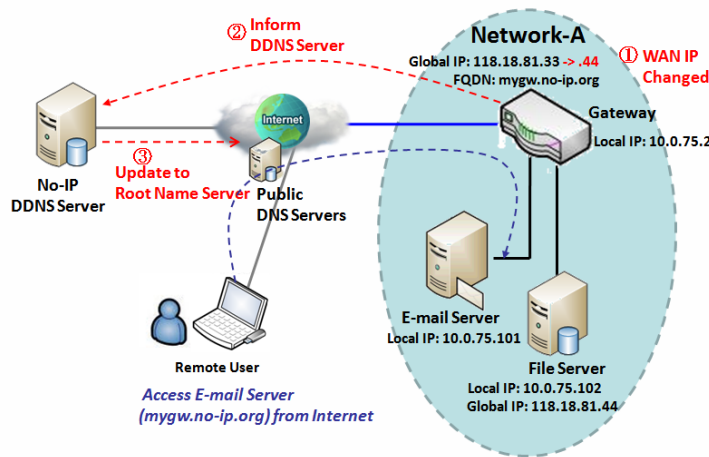 ② Inform
DDNS Server
Network-A
Global IP: 118.18.81.33 -> .44
FQDN: mygw.no-ip.org
① WAN IP
Changed
Gateway
Local IP: 10.0.75.2
Internet
③
Update to
Root Name Server
No-IP
DDNS Server
Public
DNS Servers
E-mail Server
Local IP: 10.0.75.101
Remote User
File Server
Local IP: 10.0.75.102
Global IP: 118.18.81.44
Access E-mail Server
(mygw.no-ip.org) from Internet